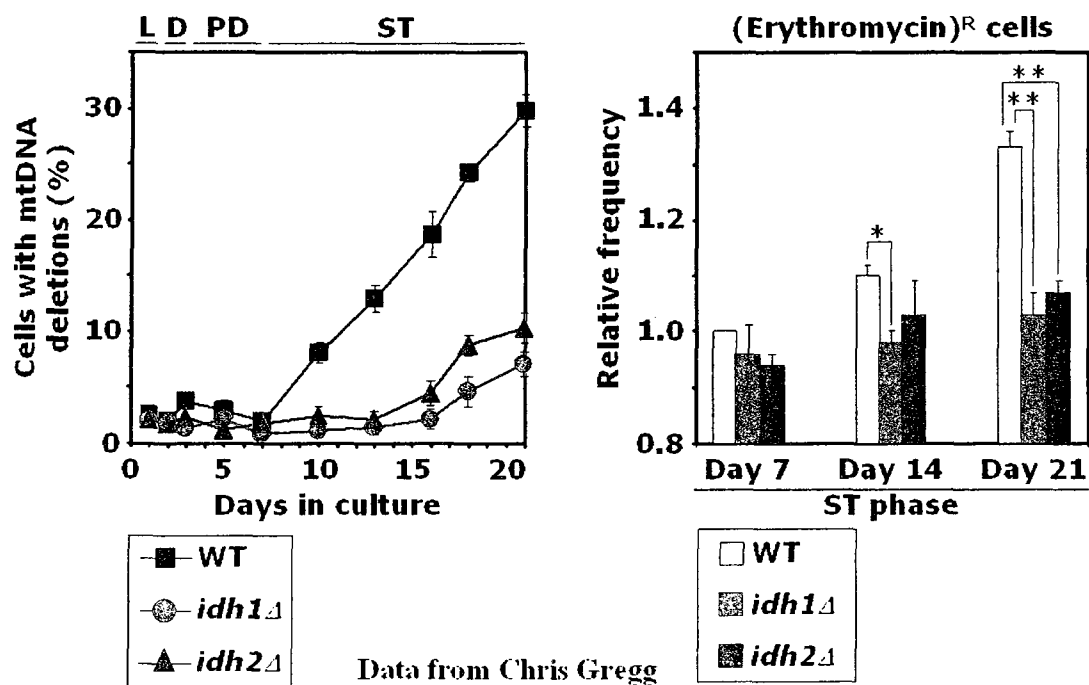 L D PD ST
Cells with mtDNA deletions (%)
30
20
10
0
0 5 10 15 20
Days in culture
WT
idh1Δ
idh2Δ
(Erythromycin)ᴿ cells
Relative frequency
1.4
1.2
1.0
0.8
*
**
**
Day 7 Day 14 Day 21
ST phase
WT
idh1Δ
idh2Δ
Data from Chris Gregg